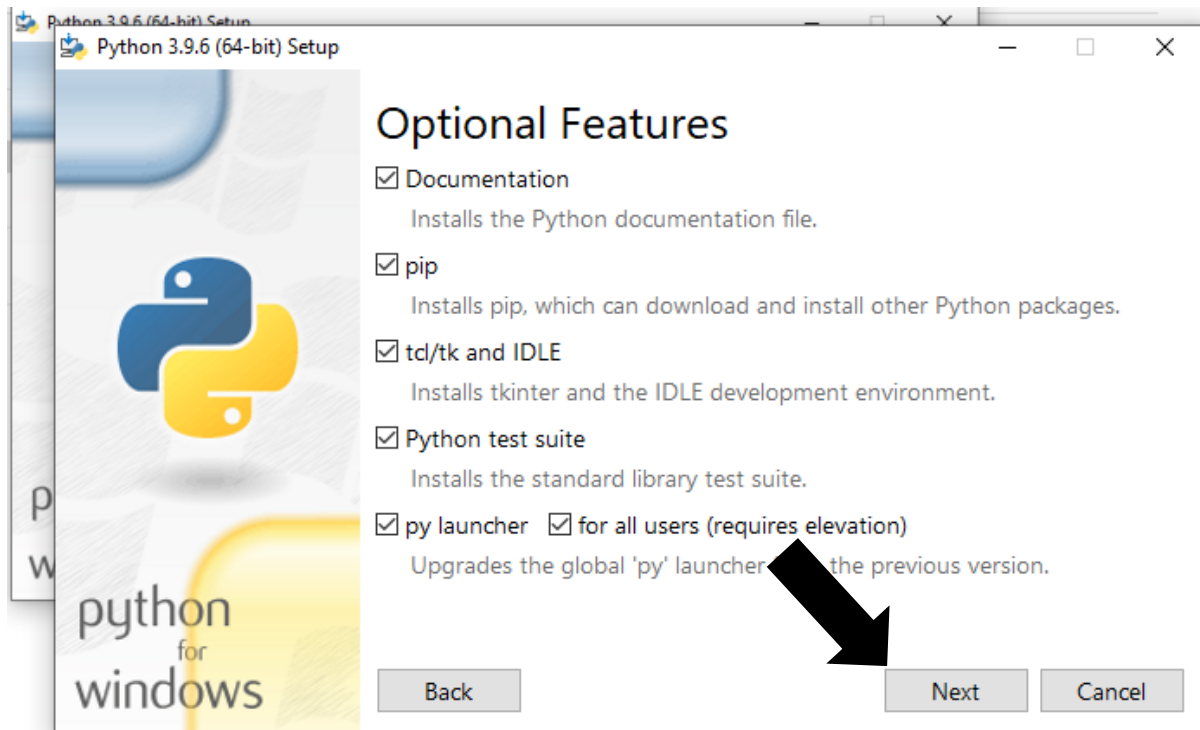 Python 3.9.6 (64-bit) Setup
Python 3.9.6 (64-bit) Setup
Optional Features
Documentation
Installs the Python documentation file.
pip
Installs pip, which can download and install other Python packages.
tcl/tk and IDLE
Installs tkinter and the IDLE development environment.
Python test suite
Installs the standard library test suite.
py launcher for all users (requires elevation)
Upgrades the global 'py' launcher the previous version.
p
w
python
for
windows
Back Next Cancel